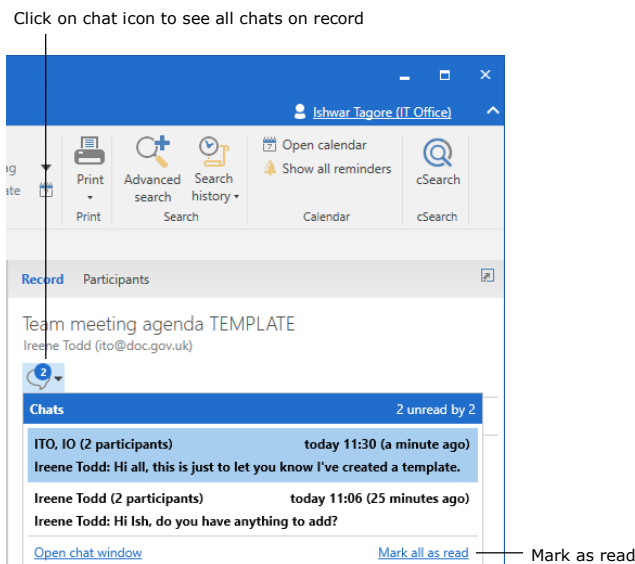 Click on chat icon to see all chats on record
Ishwar Tagore (IT Office)
ag
ate
7
Print
Advanced search
Search history
7 Open calendar
Show all reminders
cSearch
Print
Search
Calendar
cSearch
Record Participants
Team meeting agenda TEMPLATE
Ireene Todd (ito@doc.gov.uk)
2
Chats 2 unread by 2
ITO, IO (2 participants) today 11:30 (a minute ago)
Ireene Todd: Hi all, this is just to let you know I've created a template.
Ireene Todd (2 participants) today 11:06 (25 minutes ago)
Ireene Todd: Hi Ish, do you have anything to add?
Open chat window Mark all as read Mark as read